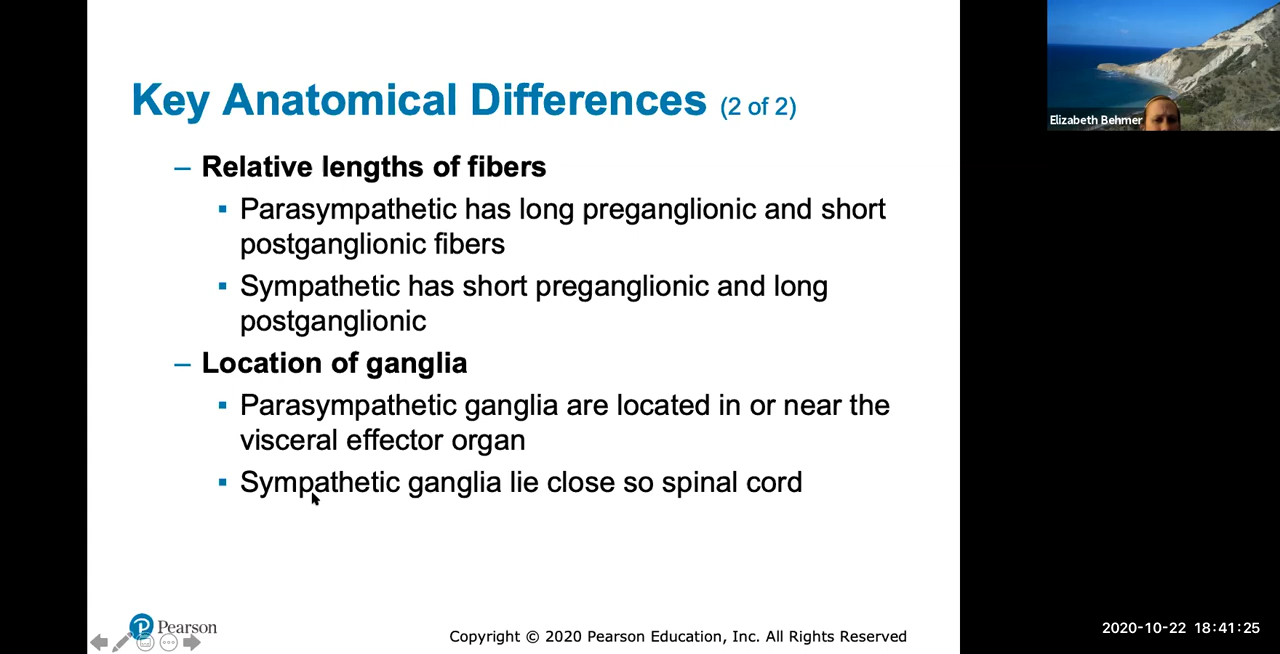 Key Anatomical Differences (2 of 2)
– Relative lengths of fibers
▪ Parasympathetic has long preganglionic and short
postganglionic fibers
▪ Sympathetic has short preganglionic and long
postganglionic
– Location of ganglia
▪ Parasympathetic ganglia are located in or near the
visceral effector organ
▪ Sympathetic ganglia lie close so spinal cord
Pearson
Copyright © 2020 Pearson Education, Inc. All Rights Reserved
Elizabeth Behmer
2020-10-22 18:41:25